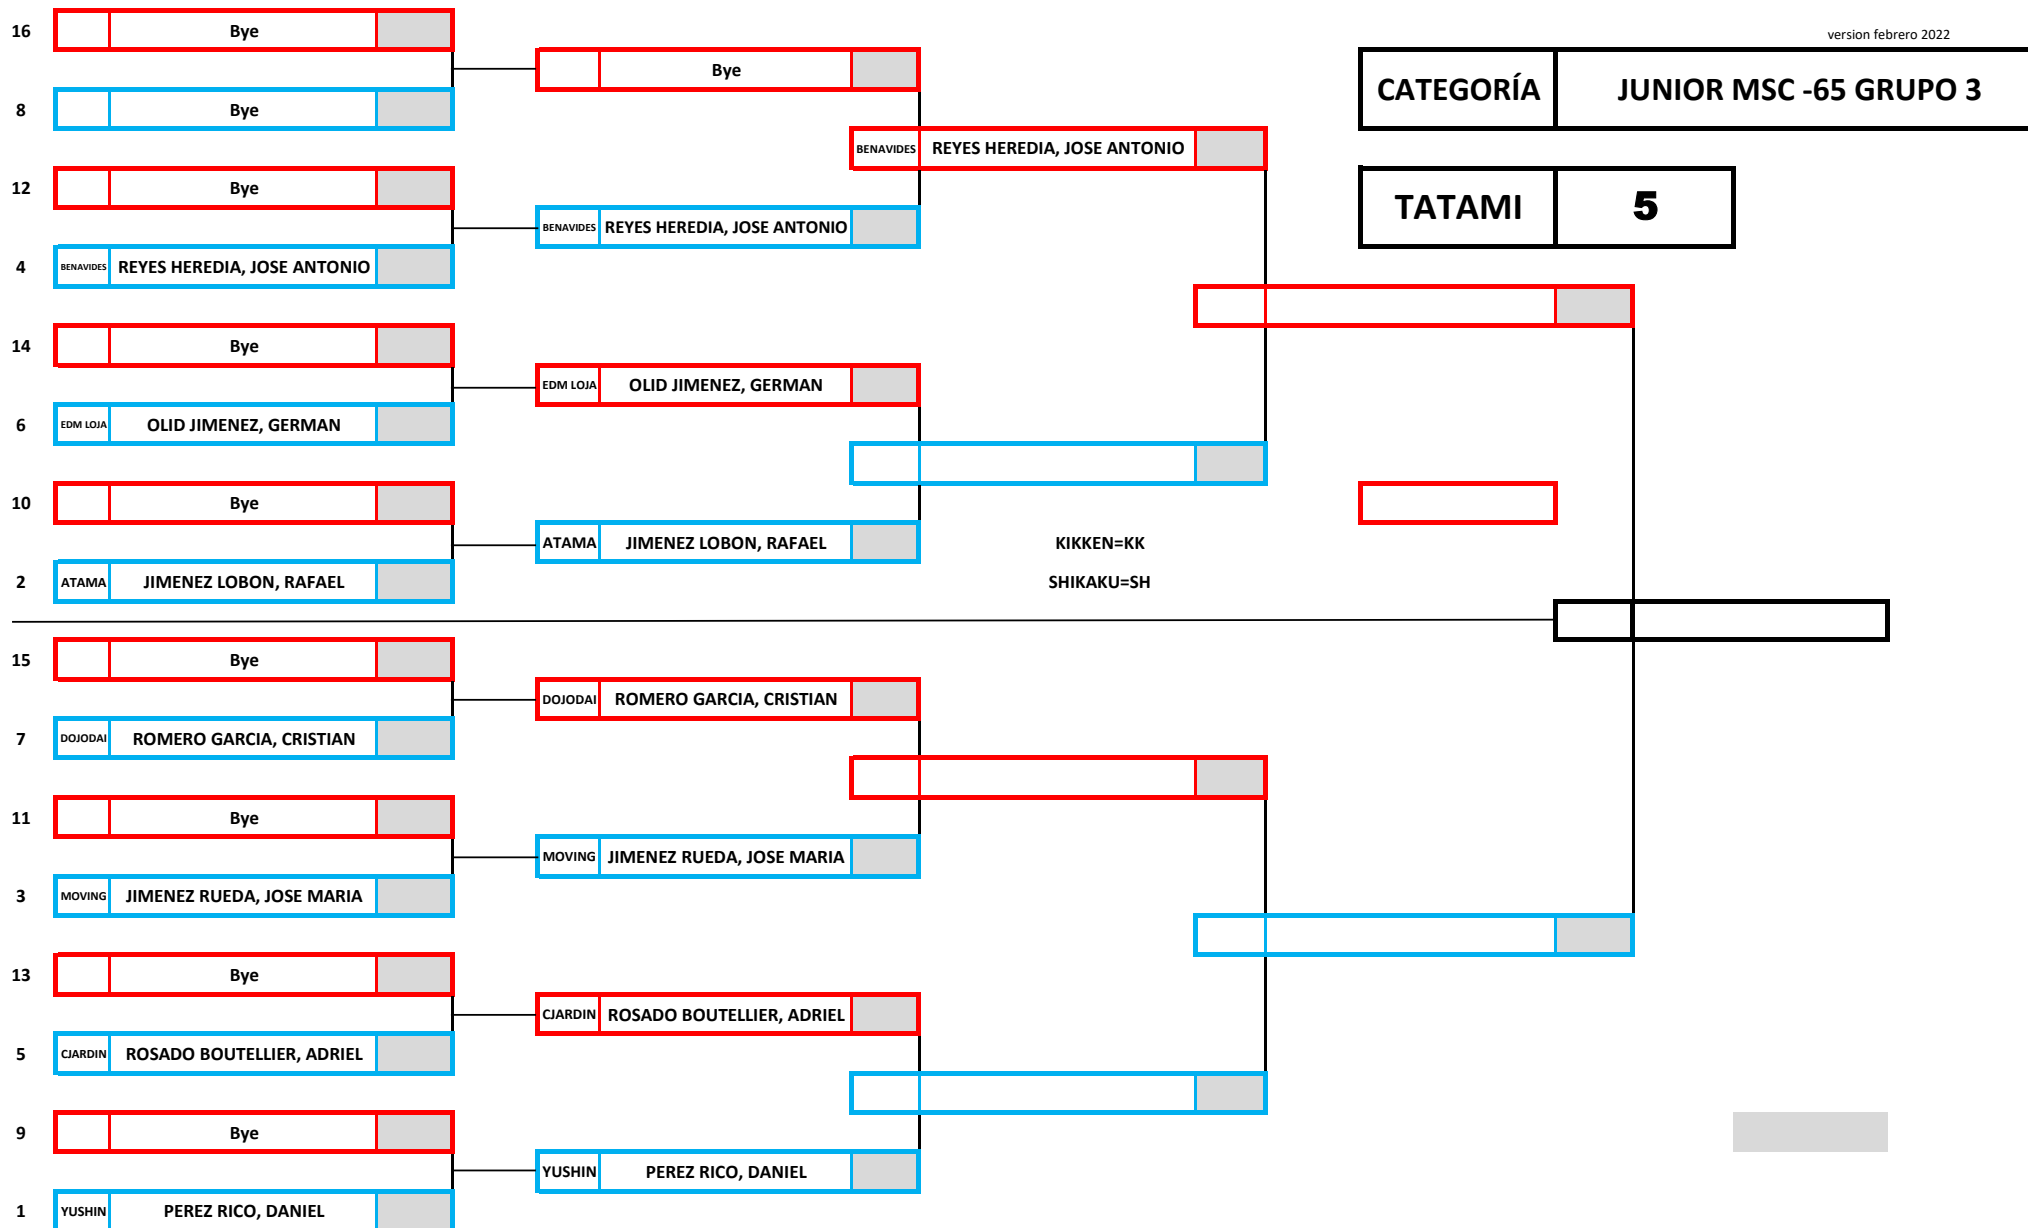 version febrero 2022
CATEGORÍA JUNIOR MSC -65 GRUPO 3
TATAMI 5
16 Bye
8 Bye
12 Bye
4 BENAVIDES REYES HEREDIA, JOSE ANTONIO
14 Bye
6 EDM LOJA OLID JIMENEZ, GERMAN
10 Bye
2 ATAMA JIMENEZ LOBON, RAFAEL
15 Bye
7 DOJODAI ROMERO GARCIA, CRISTIAN
11 Bye
3 MOVING JIMENEZ RUEDA, JOSE MARIA
13 Bye
5 CJARDIN ROSADO BOUTELLIER, ADRIEL
9 Bye
1 YUSHIN PEREZ RICO, DANIEL
Bye
BENAVIDES REYES HEREDIA, JOSE ANTONIO
EDM LOJA OLID JIMENEZ, GERMAN
ATAMA JIMENEZ LOBON, RAFAEL
DOJODAI ROMERO GARCIA, CRISTIAN
MOVING JIMENEZ RUEDA, JOSE MARIA
CJARDIN ROSADO BOUTELLIER, ADRIEL
YUSHIN PEREZ RICO, DANIEL
BENAVIDES REYES HEREDIA, JOSE ANTONIO
KIKKEN=KK
SHIKAKU=SH